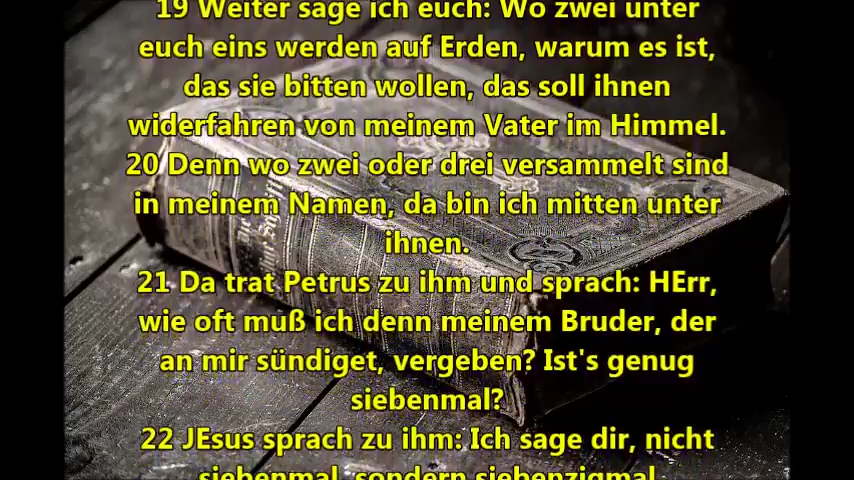 19 Weiter sage ich euch: Wo zwei unter
euch eins werden auf Erden, warum es ist,
das sie bitten wollen, das soll ihnen
widerfahren von meinem Vater im Himmel.
20 Denn wo zwei oder drei versammelt sind
in meinem Namen, da bin ich mitten unter
ihnen.
21 Da trat Petrus zu ihm und sprach: HErr,
wie oft muß ich denn meinem Bruder, der
an mir sündiget, vergeben? Ist's genug
siebenmal?
22 JEsus sprach zu ihm: Ich sage dir, nicht
siebenmal, sondern siebenzigmal